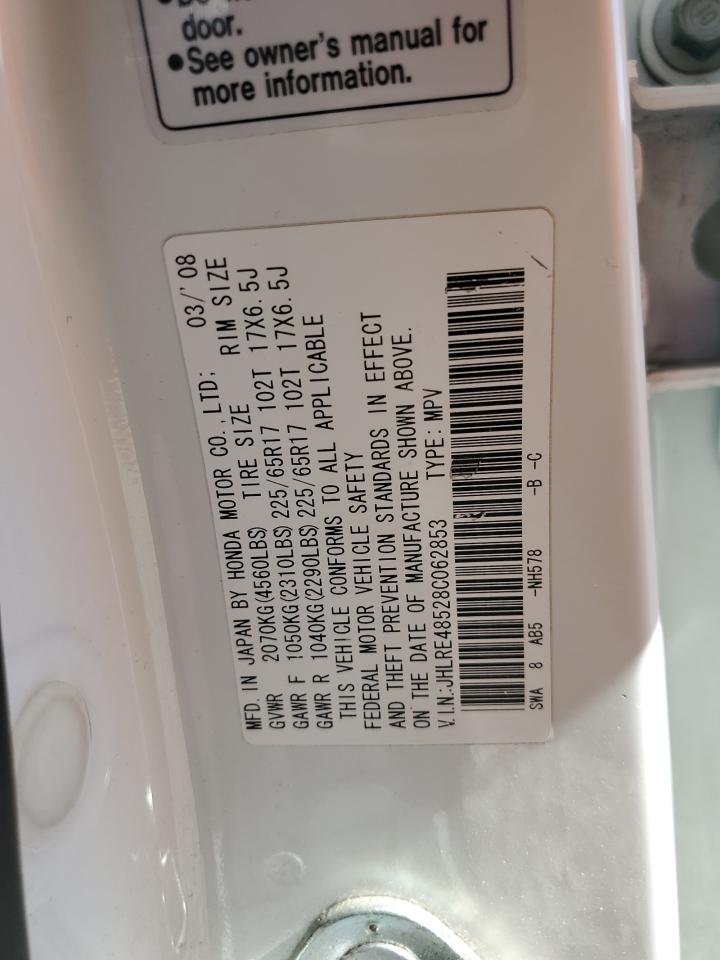 door.
•See owner's manual for
more information.
MFD. IN JAPAN BY HONDA MOTOR CO., LTD; 03/'08
GVWR 2070KG(4560LBS) TIRE SIZE RIM SIZE
GAWR F 1050KG(2310LBS) 225/65R17 102T 17X6.5J
GAWR R 1040KG(2290LBS) 225/65R17 102T 17X6.5J
THIS VEHICLE CONFORMS TO ALL APPLICABLE
FEDERAL MOTOR VEHICLE SAFETY
AND THEFT PREVENTION STANDARDS IN EFFECT
ON THE DATE OF MANUFACTURE SHOWN ABOVE.
V.I.N.:JHLRE48528C062853 TYPE: MPV
SWA 8 AB5 -NH578 -B -C